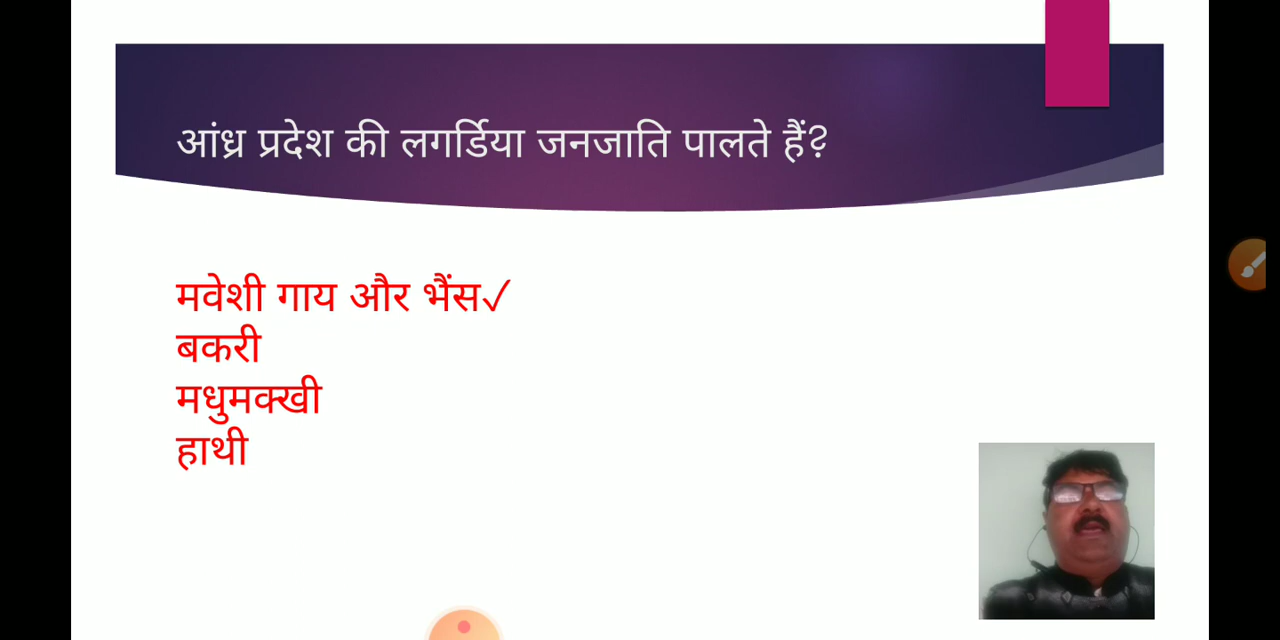 आंध्र प्रदेश की लगर्डिया जनजाति पालते हैं?
मवेशी गाय और भैंस✓
बकरी
मधुमक्खी
हाथी